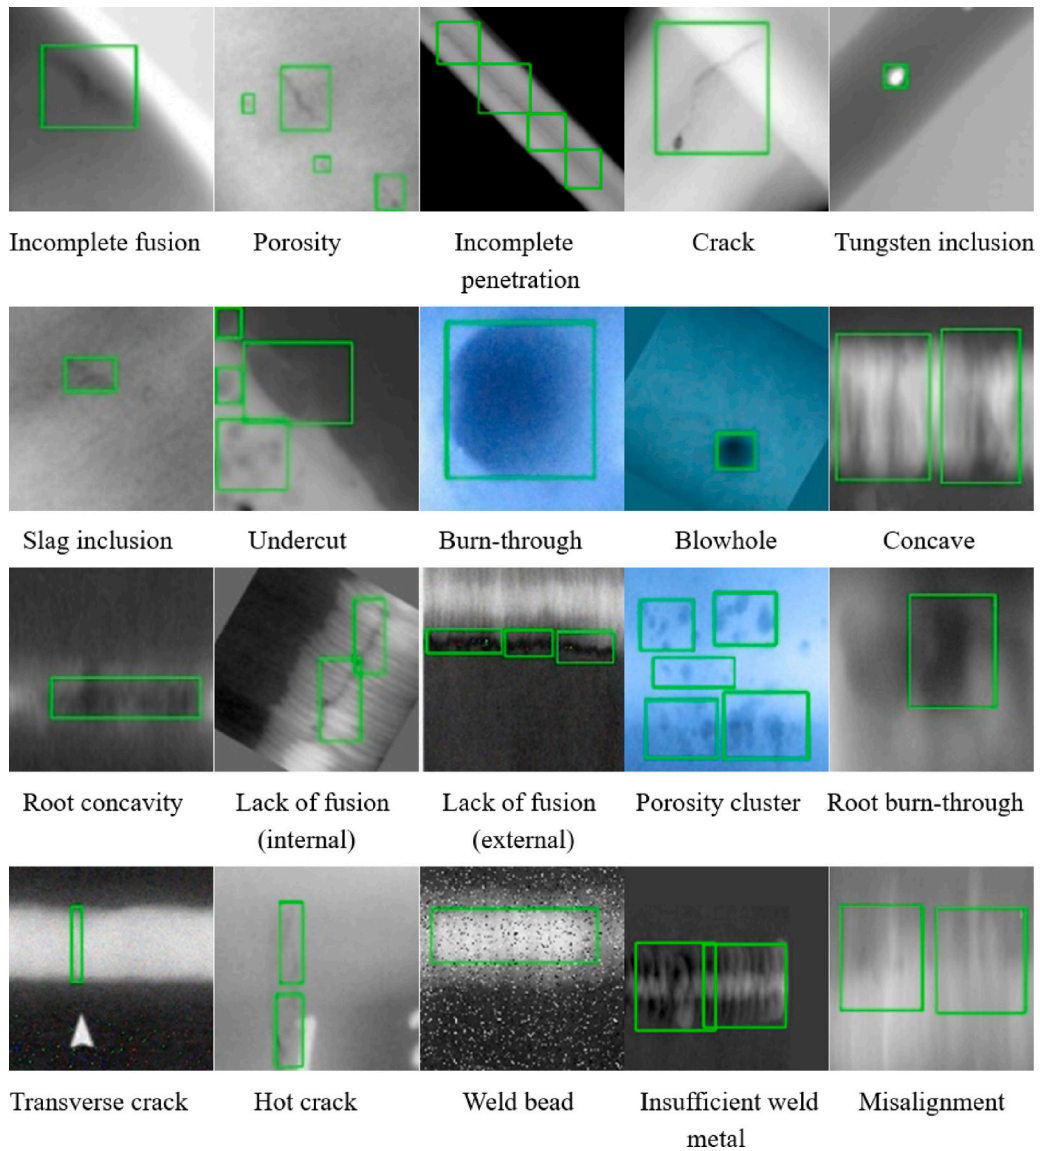 Incomplete fusion
Porosity
Incomplete
penetration
Crack
Tungsten inclusion
Slag inclusion
Undercut
Burn-through
Blowhole
Concave
Root concavity
Lack of fusion
(internal)
Lack of fusion
(external)
Porosity cluster
Root burn-through
Transverse crack
Hot crack
Weld bead
Insufficient weld
metal
Misalignment